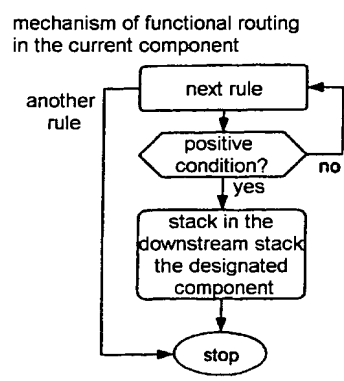 mechanism of functional routing
in the current component
another
rule
next rule
positive
condition?
no
yes
stack in the
downstream stack
the designated
component
stop